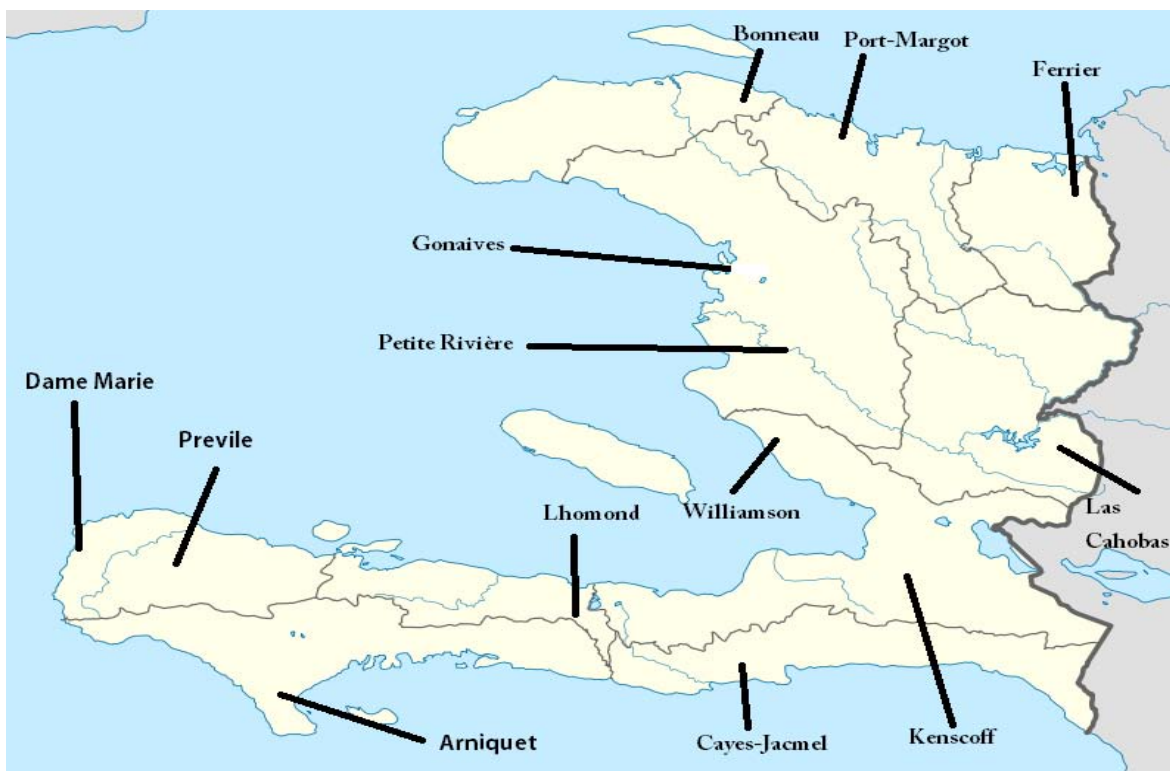 Bonneau
Port-Margot
Ferrier
Gonaives
Petite Rivière
Dame Marie
Previle
Lhomond
Williamson
Las
Cahobas
Arniquet
Cayes-Jacmel
Kenscoff